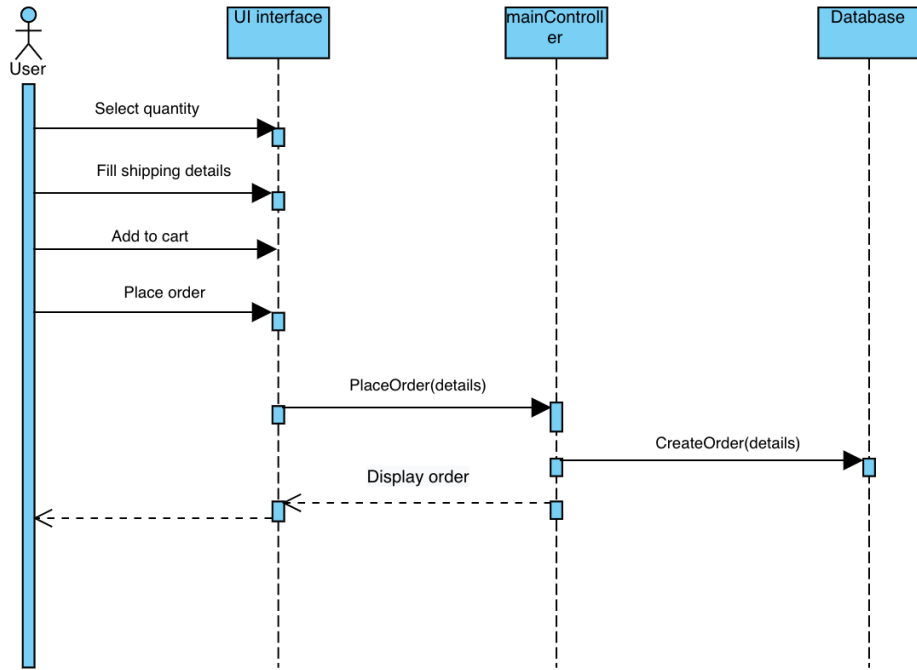 UI interface
mainControll
er
Database
User
Select quantity
Fill shipping details
Add to cart
Place order
PlaceOrder(details)
CreateOrder(details)
Display order